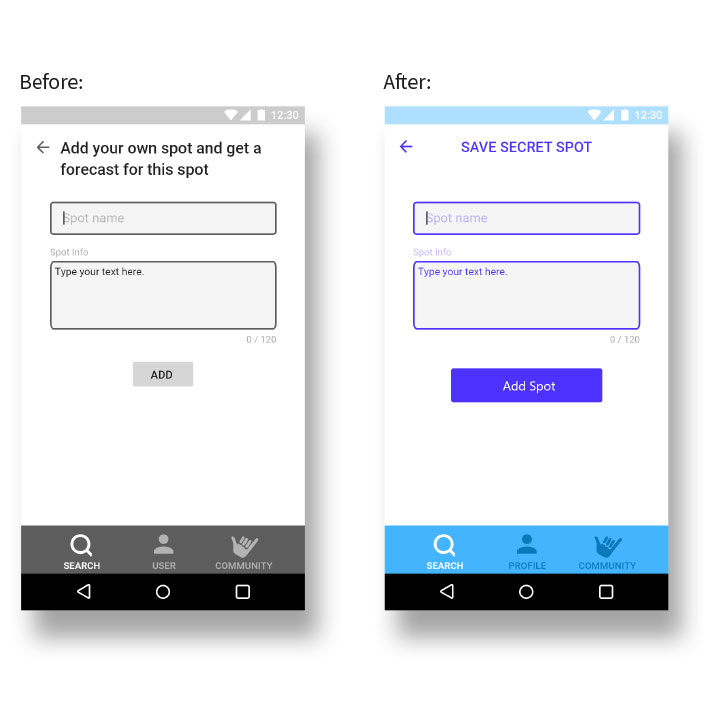 Before:
12:30
Add your own spot and get a
forecast for this spot
Spot name
Spot Info
Type your text here.
0 / 120
ADD
SEARCH
USER
COMMUNITY
After:
12:30
SAVE SECRET SPOT
Spot name
Spot Info
Type your text here.
0 / 120
Add Spot
SEARCH
PROFILE
COMMUNITY